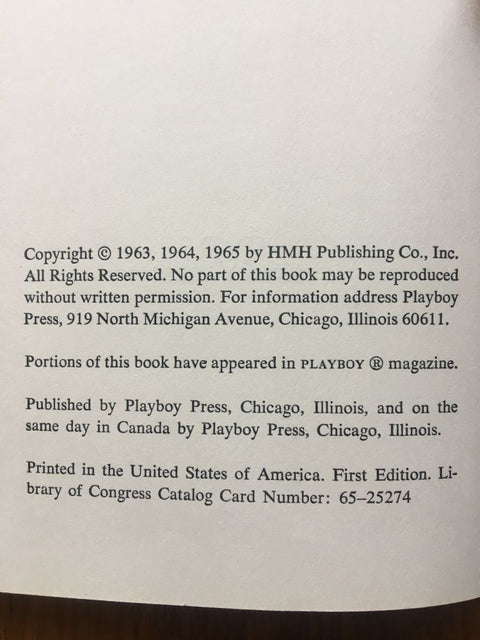 Copyright © 1963, 1964, 1965 by HMH Publishing Co., Inc.
All Rights Reserved. No part of this book may be reproduced
without written permission. For information address Playboy
Press, 919 North Michigan Avenue, Chicago, Illinois 60611.
Portions of this book have appeared in PLAYBOY ® magazine.
Published by Playboy Press, Chicago, Illinois, and on the
same day in Canada by Playboy Press, Chicago, Illinois.
Printed in the United States of America. First Edition. Li-
brary of Congress Catalog Card Number: 65–25274